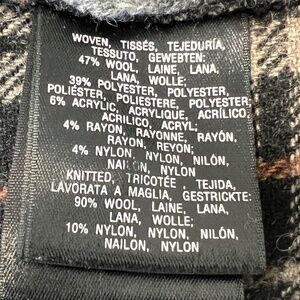 WOVEN, TISSÉS, TEJEDURÍA,
TESSUTO, GEWEBTEN:
47% WOOL, LAINE, LANA,
LANA, WOLLE;
39% POLYESTER, POLYESTER,
POLIÉSTER, POLIESTERE, POLYESTER;
6% ACRYLIC, ACRYLIQUE, ACRÍLICO,
ACRILICO, ACRYL;
4% RAYON, RAYONNE, RAYÓN,
RAYON, REYON;
4% NYLON, NYLON, NILÓN,
NAILON, NYLON
KNITTED, TRICOTÉE, TEJIDA,
LAVORATA A MAGLIA, GESTRICKTE:
90% WOOL, LAINE, LANA,
LANA, WOLLE;
10% NYLON, NYLON, NILÓN,
NAILON, NYLON